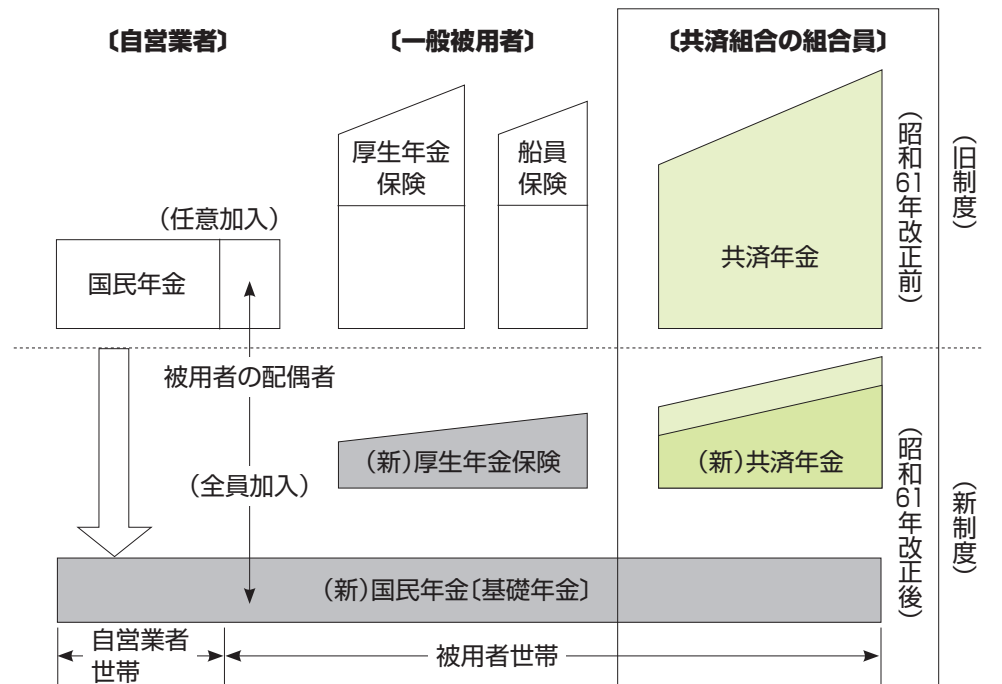 〔自営業者〕
〔一般被用者〕
〔共済組合の組合員〕
厚生年金
保険
船員
保険
共済年金
(任意加入)
国民年金
(昭和61年改正前)
(旧制度)
被用者の配偶者
(新)厚生年金保険
(新)共済年金
(全員加入)
(昭和61年改正後)
(新制度)
(新)国民年金〔基礎年金〕
自営業者
世帯
被用者世帯